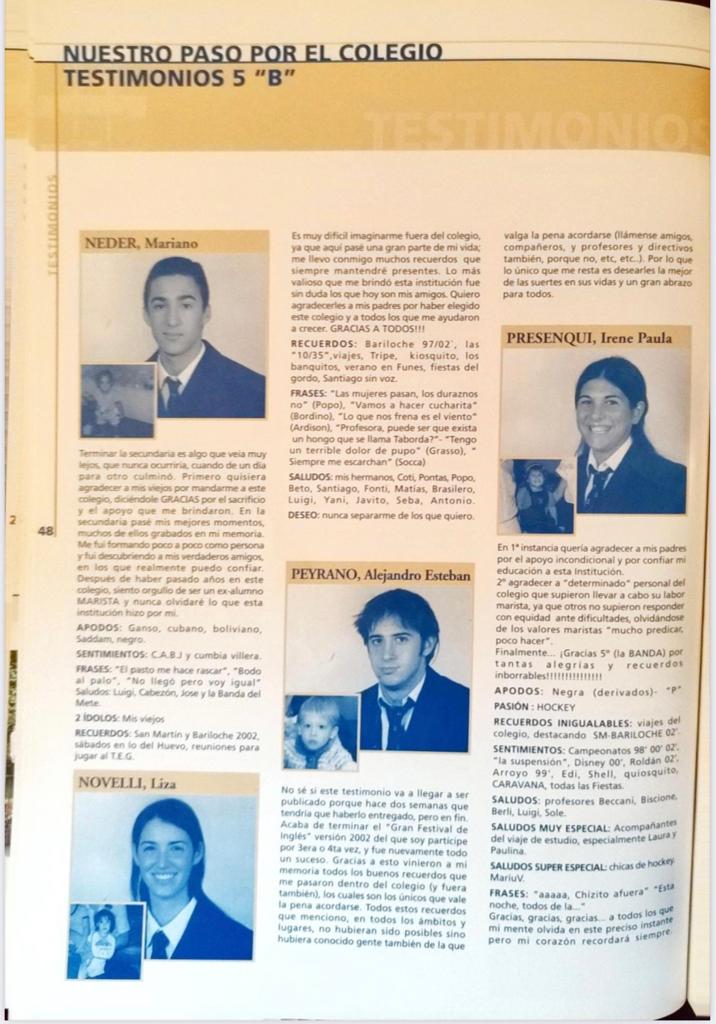 NUESTRO PASO POR EL COLEGIO
TESTIMONIOS 5 "B"
TESTIMONIOS
TESTIMONIOS
2
48
NEDER, Mariano
Terminar la secundaria es algo que veía muy
lejos, que nunca ocurriría, cuando de un día
para otro culminó. Primero quisiera
agradecer a mis viejos por mandarme a este
colegio, diciéndole GRACIAS por el sacrificio
y el apoyo que me brindaron. En la
secundaria pasé mis mejores momentos,
muchos de ellos grabados en mi memoria.
Me fui formando poco a poco como persona
y fui descubriendo a mis verdaderos amigos,
en los que realmente puedo confiar.
Después de haber pasado años en este
colegio, siento orgullo de ser un ex-alumno
MARISTA y nunca olvidaré lo que esta
institución hizo por mi.
APODOS: Ganso, cubano, boliviano,
Saddam, negro.
SENTIMIENTOS: C.A.B.J y cumbia villera.
FRASES: "El pasto me hace rascar", "Bodo
al palo", "No llegó pero voy igual"
Saludos: Luigi, Cabezón, Jose y la Banda del
Mete.
2 ÍDOLOS: Mis viejos
RECUERDOS: San Martín y Bariloche 2002,
sábados en lo del Huevo, reuniones para
jugar al T.E.G.
NOVELLI, Liza
Es muy difícil imaginarme fuera del colegio,
ya que aquí pasé una gran parte de mi vida;
me llevo conmigo muchos recuerdos que
siempre mantendré presentes. Lo más
valioso que me brindó esta institución fue
sin duda los que hoy son mis amigos. Quiero
agradecerles a mis padres por haber elegido
este colegio y a todos los que me ayudaron
a crecer. GRACIAS A TODOS!!!
RECUERDOS: Bariloche 97/02`, las
"10/35",viajes, Tripe, kiosquito, los
banquitos, verano en Funes, fiestas del
gordo, Santiago sin voz.
FRASES: "Las mujeres pasan, los duraznos
no" (Popo), "Vamos a hacer cucharita"
(Bordino), "Lo que nos frena es el viento"
(Ardison), "Profesora, puede ser que exista
un hongo que se llama Taborda?"- "Tengo
un terrible dolor de pupo" (Grasso), "
Siempre me escarchan" (Socca)
SALUDOS: mis hermanos, Coti, Pontas, Popo,
Beto, Santiago, Fonti, Matias, Brasilero,
Luigi, Yani, Javito, Seba, Antonio.
DESEO: nunca separarme de los que quiero.
PEYRANO, Alejandro Esteban
No sé si este testimonio va a llegar a ser
publicado porque hace dos semanas que
tendría que haberlo entregado, pero en fin.
Acaba de terminar el "Gran Festival de
Inglés" versión 2002 del que soy partícipe
por 3era o 4ta vez, y fue nuevamente todo
un suceso. Gracias a esto vinieron a mi
memoria todos los buenos recuerdos que
me pasaron dentro del colegio (y fuera
también), los cuales son los únicos que vale
la pena acordarse. Todos estos recuerdos
que menciono, en todos los ámbitos y
lugares, no hubieran sido posibles sino
hubiera conocido gente también de la que
valga la pena acordarse (llámense amigos,
compañeros, y profesores y directivos
también, porque no, etc, etc..). Por lo que
lo único que me resta es desearles la mejor
de las suertes en sus vidas y un gran abrazo
para todos.
PRESENQUI, Irene Paula
En 1ª instancia quería agradecer a mis padres
por el apoyo incondicional y por confiar mi
educación a esta Institución.
2º agradecer a "determinado" personal del
colegio que supieron llevar a cabo su labor
marista, ya que otros no supieron responder
con equidad ante dificultades, olvidándose
de los valores maristas "mucho predicar,
poco hacer".
Finalmente... ¡Gracias 5º (la BANDA) por
tantas alegrías y recuerdos
inborrables!!!!!!!!!!!!!!!
APODOS: Negra (derivados)- "P"
PASIÓN : HOCKEY
RECUERDOS INIGUALABLES: viajes del
colegio, destacando SM-BARILOCHE 02'
SENTIMIENTOS: Campeonatos 98' 00' 02',
"la suspensión", Disney 00', Roldán 02',
Arroyo 99', Edi, Shell, quiosquito,
CARAVANA, todas las Fiestas.
SALUDOS: profesores Beccani, Biscione,
Berli, Luigi, Sole.
SALUDOS MUY ESPECIAL: Acompañantes
del viaje de estudio, especialmente Laura y
Paulina.
SALUDOS SUPER ESPECIAL: chicas de hockey.
MariuV.
FRASES: "aaaaa, Chizito afuera" "Esta
noche, todos de la..."
Gracias, gracias, gracias... a todos los que
mi mente olvida en este preciso instante
pero mi corazón recordará siempre.